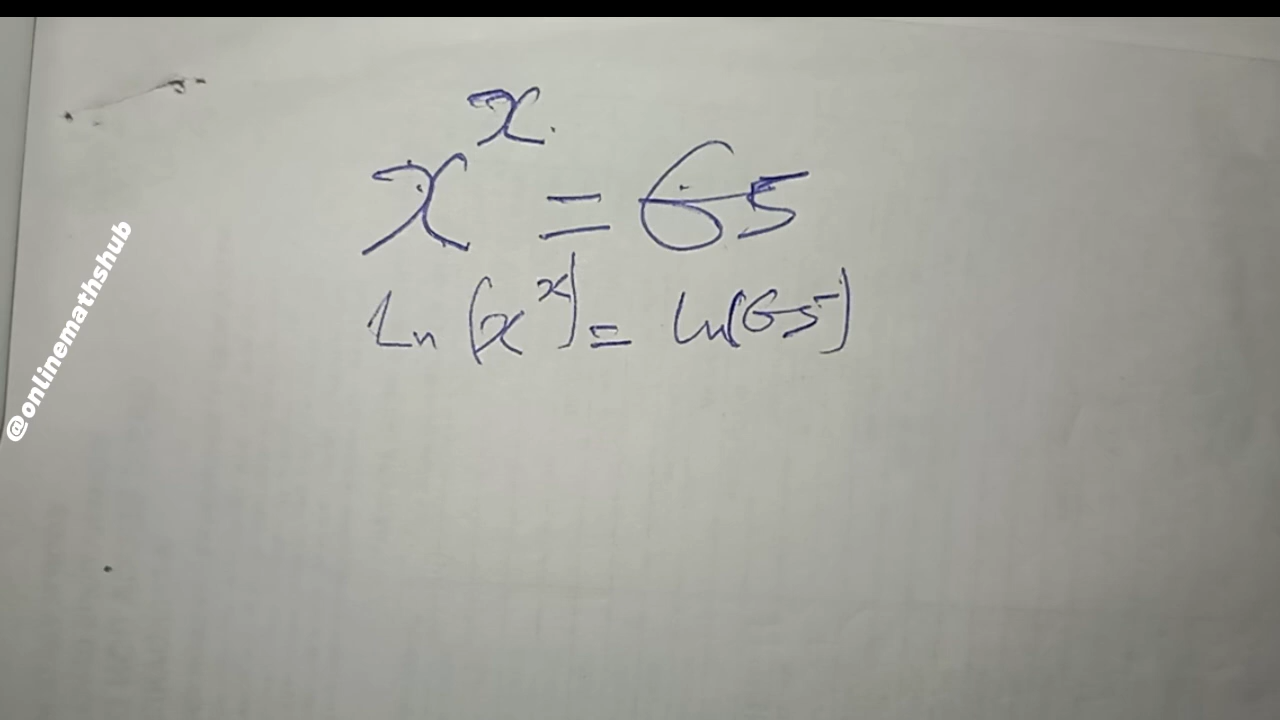 x^x = 65
Ln (x^x) = ln(65)
@onlinemathshub